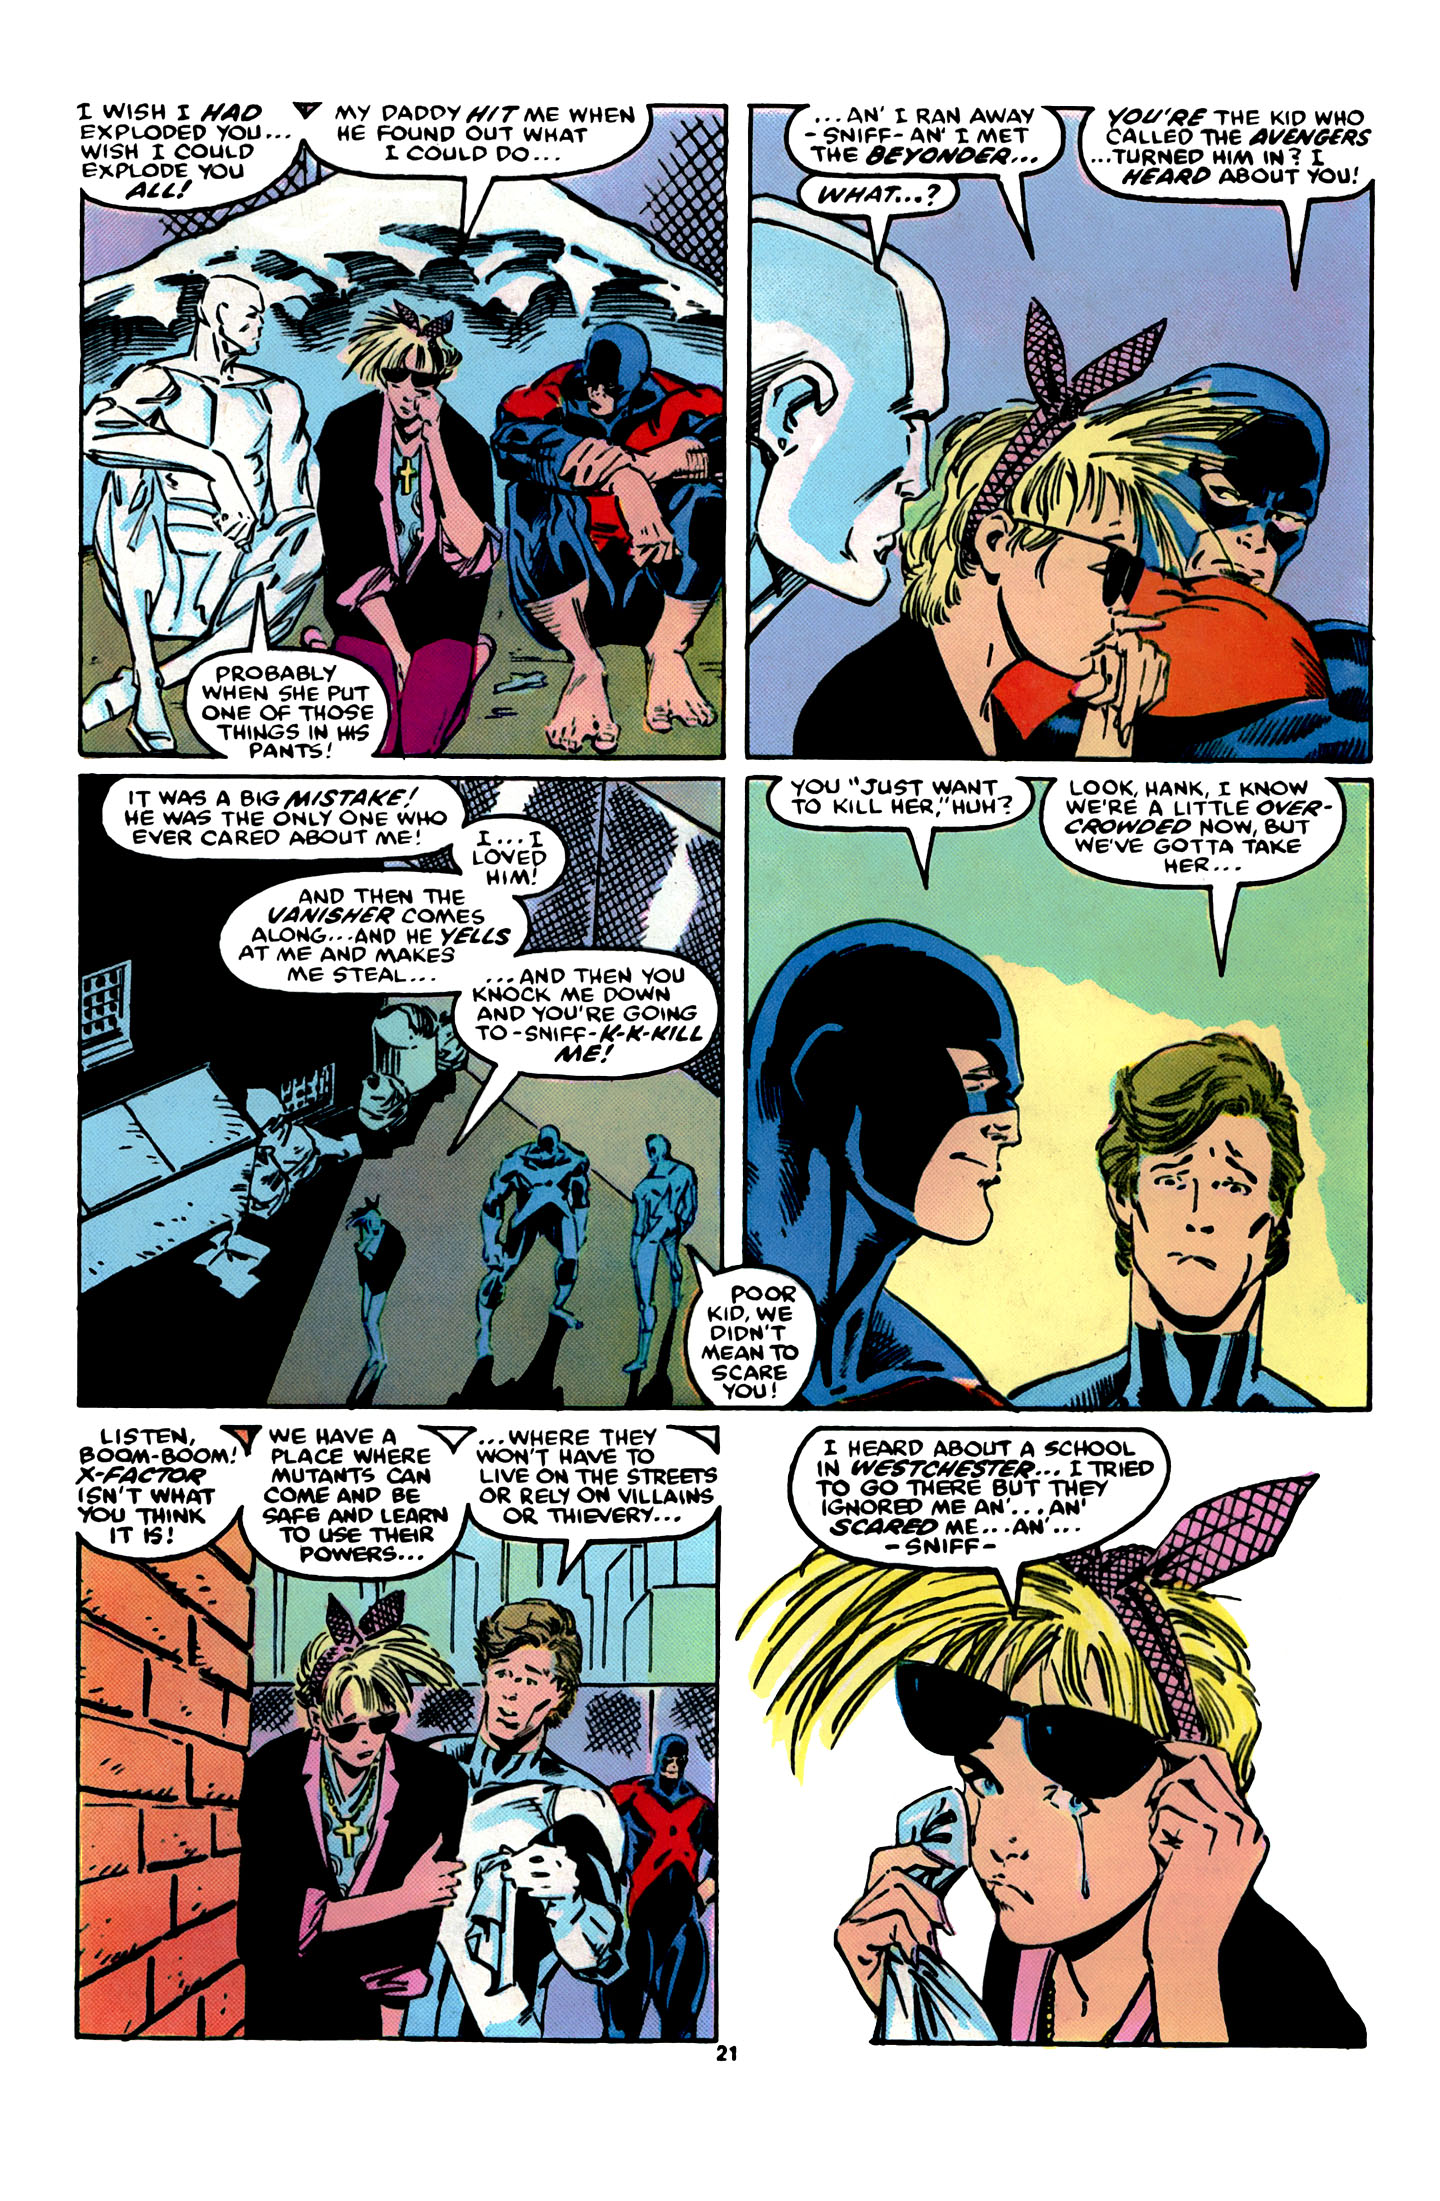 I WISH I HAD
EXPLODED YOU...
WISH I COULD
EXPLODE YOU
ALL!
MY DADDY HIT ME WHEN
HE FOUND OUT WHAT
I COULD DO...
PROBABLY
WHEN SHE PUT
ONE OF THOSE
THINGS IN HIS
PANTS!
...AN' I RAN AWAY
-SNIFF- AN' I MET
THE BEYONDER...
WHAT...?
YOU'RE THE KID WHO
CALLED THE AVENGERS
...TURNED HIM IN? I
HEARD ABOUT YOU!
IT WAS A BIG MISTAKE!
HE WAS THE ONLY ONE WHO
EVER CARED ABOUT ME!
I...I
LOVED
HIM!
AND THEN THE
VANISHER COMES
ALONG...AND HE YELLS
AT ME AND MAKES
ME STEAL...
...AND THEN YOU
KNOCK ME DOWN
AND YOU'RE GOING
TO -SNIFF- K-K-KILL
ME!
POOR
KID, WE
DIDN'T
MEAN TO
SCARE
YOU!
YOU "JUST WANT
TO KILL HER," HUH?
LOOK, HANK, I KNOW
WE'RE A LITTLE OVER-
CROWDED NOW, BUT
WE'VE GOTTA TAKE
HER...
LISTEN,
BOOM-BOOM!
X-FACTOR
ISN'T WHAT
YOU THINK
IT IS!
WE HAVE A
PLACE WHERE
MUTANTS CAN
COME AND BE
SAFE AND LEARN
TO USE THEIR
POWERS...
...WHERE THEY
WON'T HAVE TO
LIVE ON THE STREETS
OR RELY ON VILLAINS
OR THIEVERY...
I HEARD ABOUT A SCHOOL
IN WESTCHESTER... I TRIED
TO GO THERE BUT THEY
IGNORED ME AN'...AN'
SCARED ME...AN'...
-SNIFF-
21